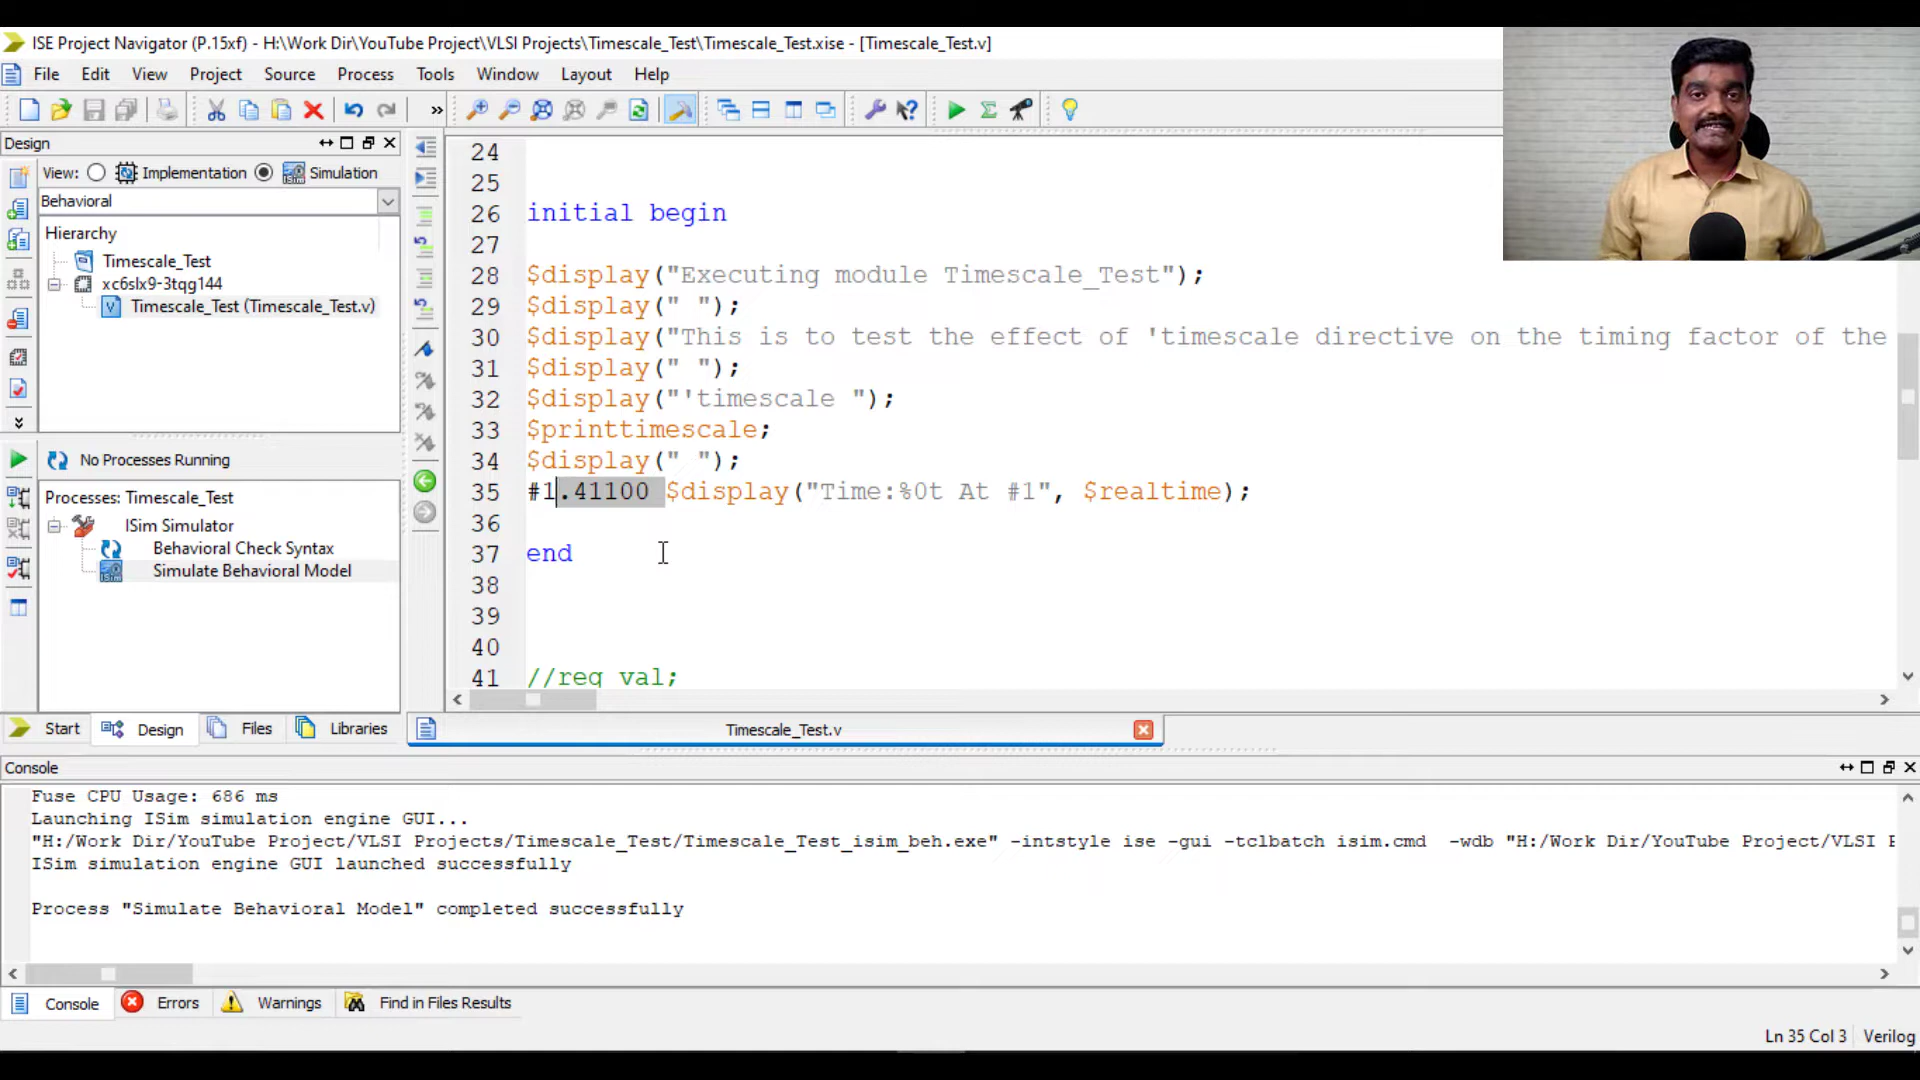 ISE Project Navigator (P.15xf) - H:\Work Dir\YouTube Project\VLSI Projects\Timescale_Test\Timescale_Test.xise - [Timescale_Test.v]
File Edit View Project Source Process Tools Window Layout Help
»
Design
View: Implementation Simulation
Behavioral
Hierarchy
Timescale_Test
xc6slx9-3tqg144
Timescale_Test (Timescale_Test.v)
No Processes Running
Processes: Timescale_Test
ISim Simulator
Behavioral Check Syntax
Simulate Behavioral Model
Start Design Files Libraries
24
25
26 initial begin
27
28 $display("Executing module Timescale_Test");
29 $display(" ");
30 $display("This is to test the effect of 'timescale directive on the timing factor of the
31 $display(" ");
32 $display("'timescale ");
33 $printtimescale;
34 $display(" ");
35 #1.41100 $display("Time:%0t At #1", $realtime);
36
37 end
38
39
40
41 //reg val;
Timescale_Test.v
Console
Fuse CPU Usage: 686 ms
Launching ISim simulation engine GUI...
"H:/Work Dir/YouTube Project/VLSI Projects/Timescale_Test/Timescale_Test_isim_beh.exe" -intstyle ise -gui -tclbatch isim.cmd -wdb "H:/Work Dir/YouTube Project/VLSI
ISim simulation engine GUI launched successfully
Process "Simulate Behavioral Model" completed successfully
Console Errors Warnings Find in Files Results
Ln 35 Col 3 Verilog